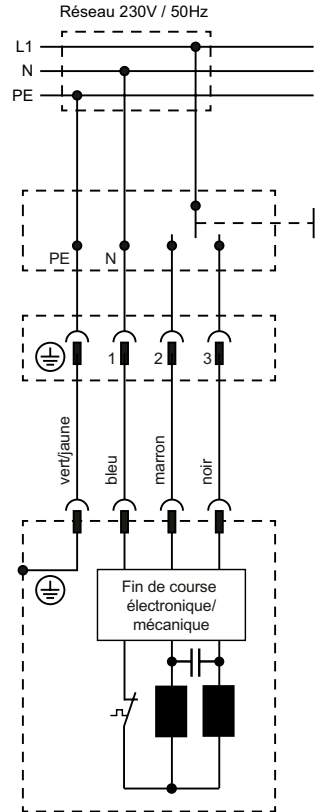 Réseau 230V / 50Hz
L1
N
PE
PE N
1 2 3
vert/jaune
bleu
marron
noir
Fin de course
électronique/
mécanique